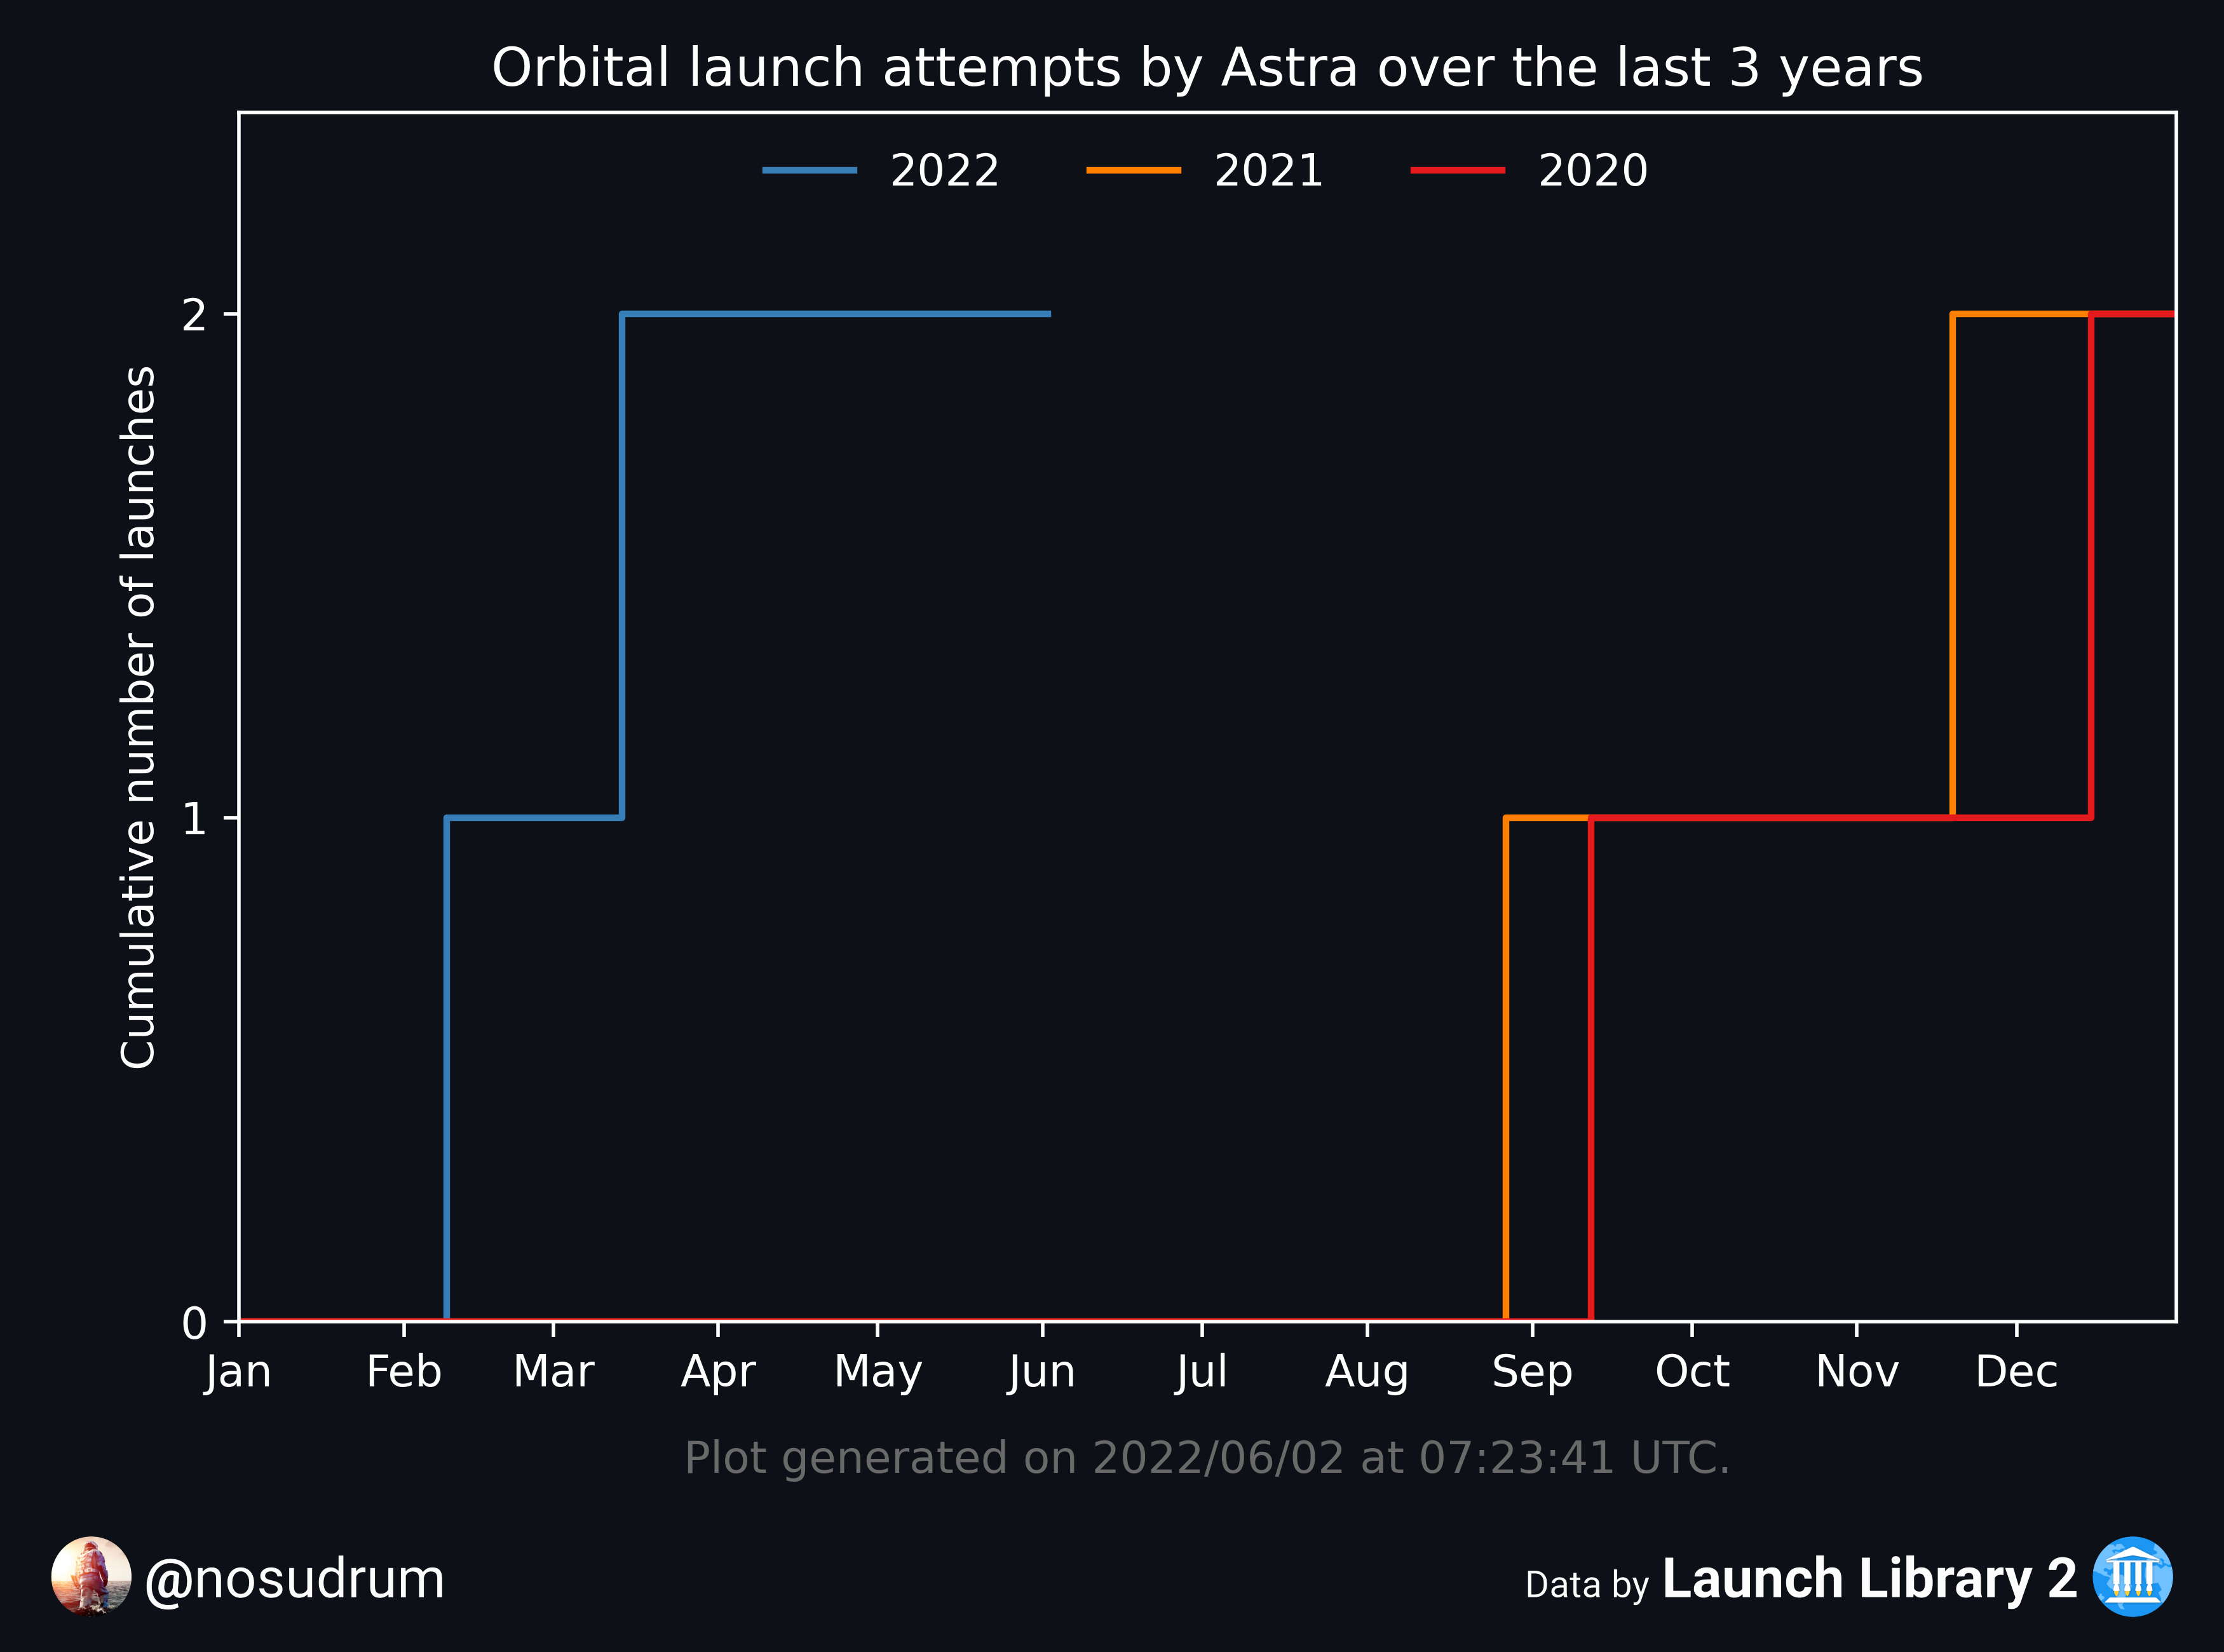 Orbital launch attempts by Astra over the last 3 years
2022 2021 2020
Cumulative number of launches
2
1
0
Jan Feb Mar Apr May Jun Jul Aug Sep Oct Nov Dec
Plot generated on 2022/06/02 at 07:23:41 UTC.
@nosudrum
Data by Launch Library 2